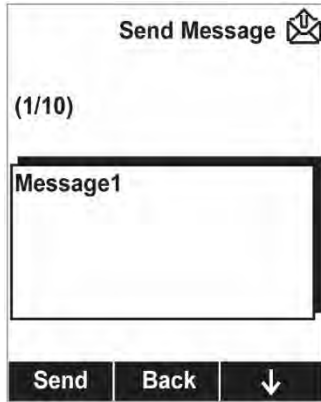 Send Message
(1/10)
Message1
Send Back ↓